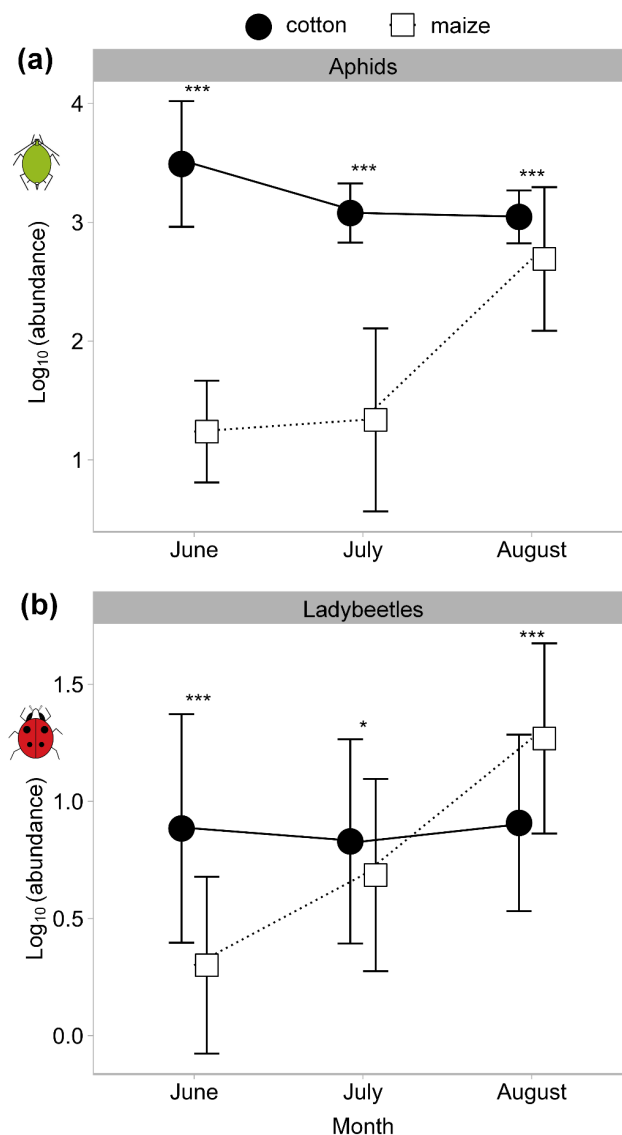 cotton maize
(a)
Aphids
***
***
***
4
3
2
1
Log₁₀ (abundance)
June July August
(b)
Ladybeetles
***
*
***
1.5
1.0
0.5
0.0
Log₁₀ (abundance)
June July August
Month